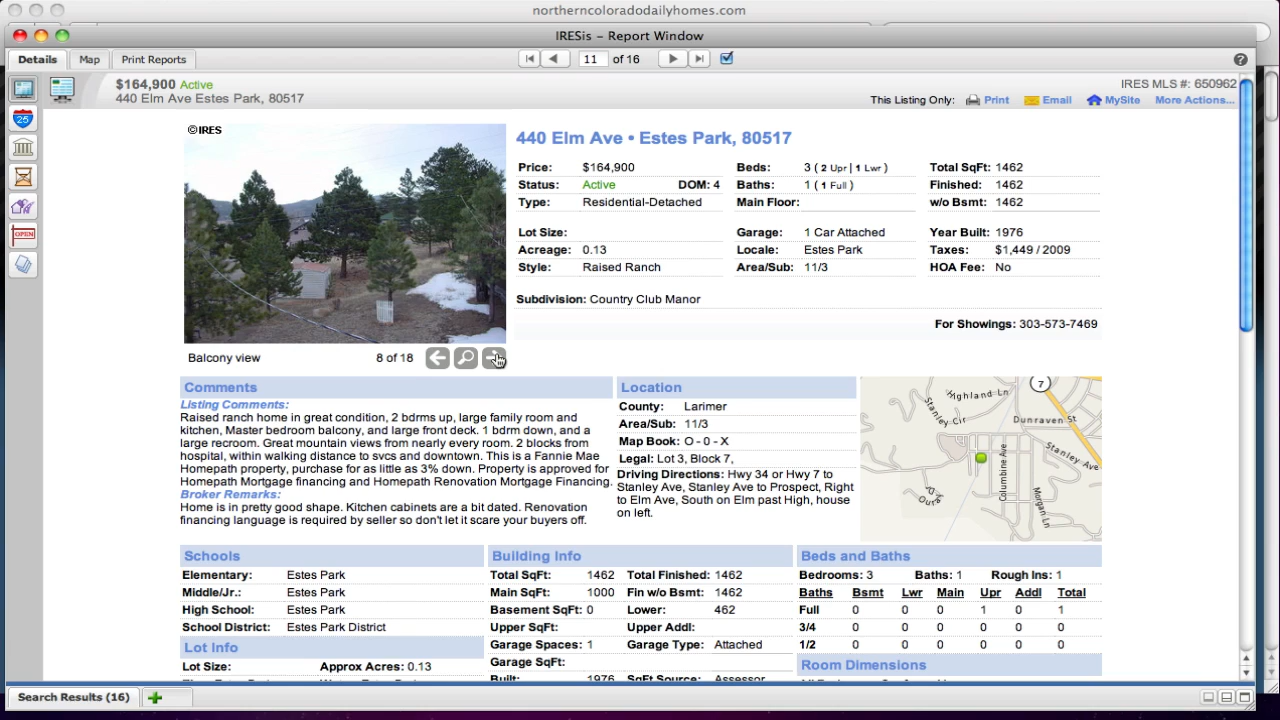 northerncoloradodailyhomes.com
IRESis – Report Window
Details
Map
Print Reports
11
of 16
?
$164,900 Active
440 Elm Ave Estes Park, 80517
IRES MLS #: 650962
This Listing Only:
Print
Email
MySite
More Actions...
25
OPEN
©IRES
Balcony view
8 of 18
440 Elm Ave • Estes Park, 80517
Price: $164,900
Beds: 3 ( 2 Upr | 1 Lwr )
Total SqFt: 1462
Status: Active
DOM: 4
Baths: 1 ( 1 Full )
Finished: 1462
Type: Residential-Detached
Main Floor:
w/o Bsmt: 1462
Lot Size:
Garage: 1 Car Attached
Year Built: 1976
Acreage: 0.13
Locale: Estes Park
Taxes: $1,449 / 2009
Style: Raised Ranch
Area/Sub: 11/3
HOA Fee: No
Subdivision: Country Club Manor
For Showings: 303-573-7469
Comments
Listing Comments:
Raised ranch home in great condition, 2 bdrms up, large family room and
kitchen, Master bedroom balcony, and large front deck. 1 bdrm down, and a
large recroom. Great mountain views from nearly every room. 2 blocks from
hospital, within walking distance to svcs and downtown. This is a Fannie Mae
Homepath property, purchase for as little as 3% down. Property is approved for
Homepath Mortgage financing and Homepath Renovation Mortgage Financing.
Broker Remarks:
Home is in pretty good shape. Kitchen cabinets are a bit dated. Renovation
financing language is required by seller so don't let it scare your buyers off.
Location
County: Larimer
Area/Sub: 11/3
Map Book: O - 0 - X
Legal: Lot 3, Block 7,
Driving Directions: Hwy 34 or Hwy 7 to
Stanley Ave, Stanley Ave to Prospect, Right
to Elm Ave, South on Elm past High, house
on left.
7
Highland Ln
Stanley Cir
Dunraven St
Stanley Ave
Columbine Ave
Morgan Ln
Schools
Elementary: Estes Park
Middle/Jr.: Estes Park
High School: Estes Park
School District: Estes Park District
Lot Info
Lot Size:
Approx Acres: 0.13
Building Info
Total SqFt: 1462
Total Finished: 1462
Main SqFt: 1000
Fin w/o Bsmt: 1462
Basement SqFt: 0
Lower: 462
Upper SqFt:
Upper Addl:
Garage Spaces: 1
Garage Type: Attached
Garage SqFt:
Built: 1976
SqFt Source: Assessor
Beds and Baths
Bedrooms: 3
Baths: 1
Rough Ins: 1
Baths Bsmt Lwr Main Upr Addl Total
Full 0 0 0 1 0 1
3/4 0 0 0 0 0 0
1/2 0 0 0 0 0 0
Room Dimensions
Search Results (16)